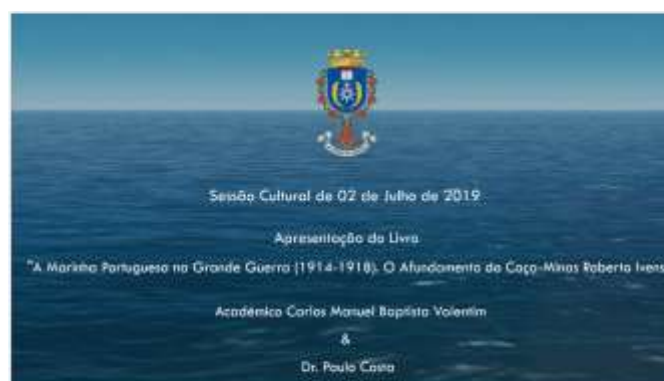 Sessão Cultural de 02 de Julho de 2019
Apresentação do Livro
"A Marinha Portuguesa na Grande Guerra (1914-1918). O Afundamento do Caça-Minas Roberto Ivens
Académico Carlos Manuel Baptista Valentim
&
Dr. Paulo Costa